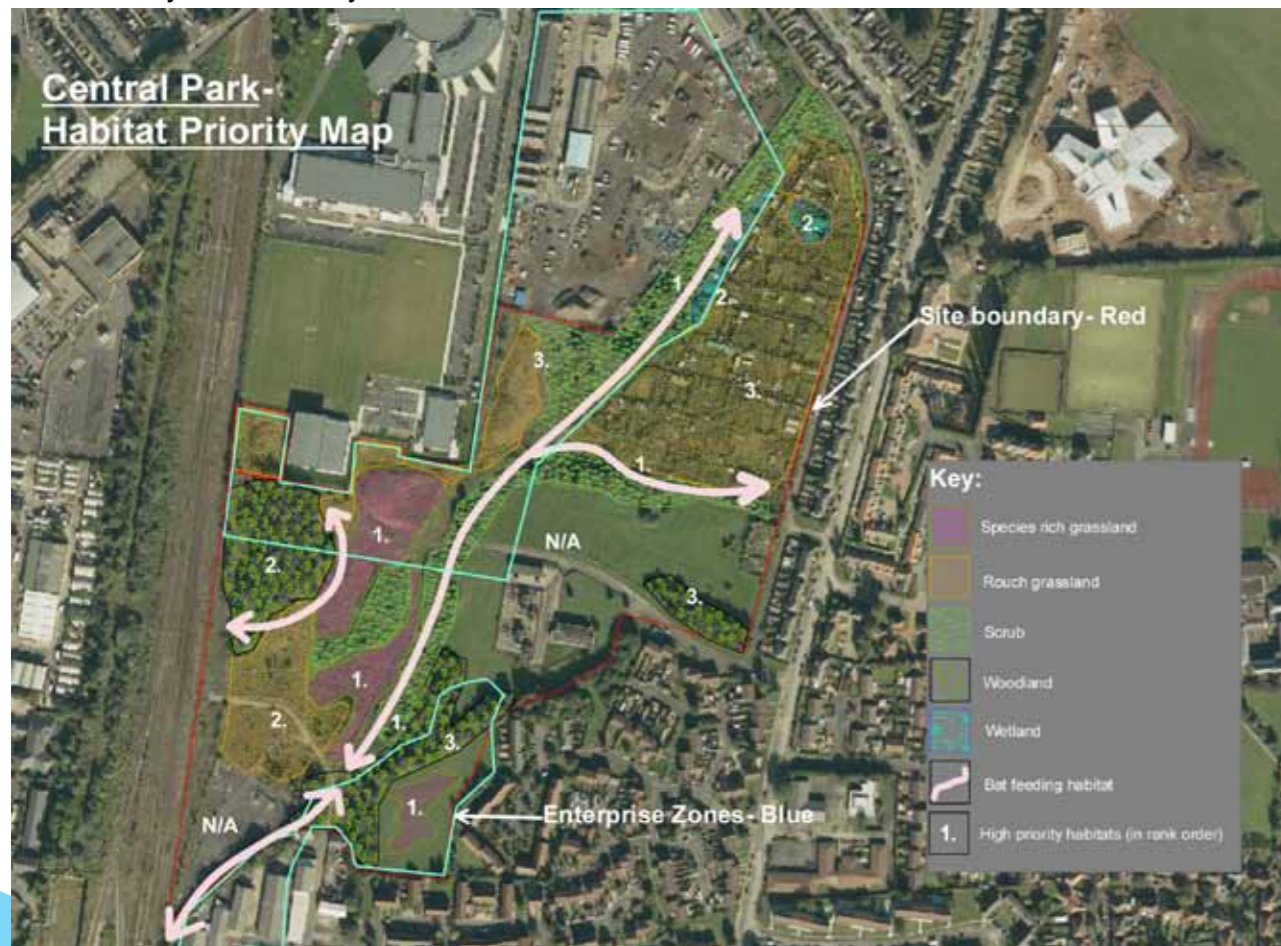 Central Park-
Habitat Priority Map
2.
1.
2.
Site boundary- Red
3.
3.
1.
1.
N/A
2.
3.
1.
2.
1.
3.
1.
N/A
Enterprise Zones- Blue
Key:
Species rich grassland
Rouch grassland
Scrub
Woodland
Wetland
Bat feeding habitat
1. High priority habitats (in rank order)